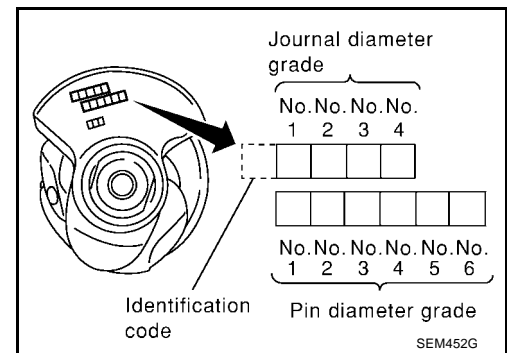 Journal diameter
grade
No. No. No. No.
1 2 3 4
No. No. No. No. No. No.
1 2 3 4 5 6
Identification
code
Pin diameter grade
SEM452G